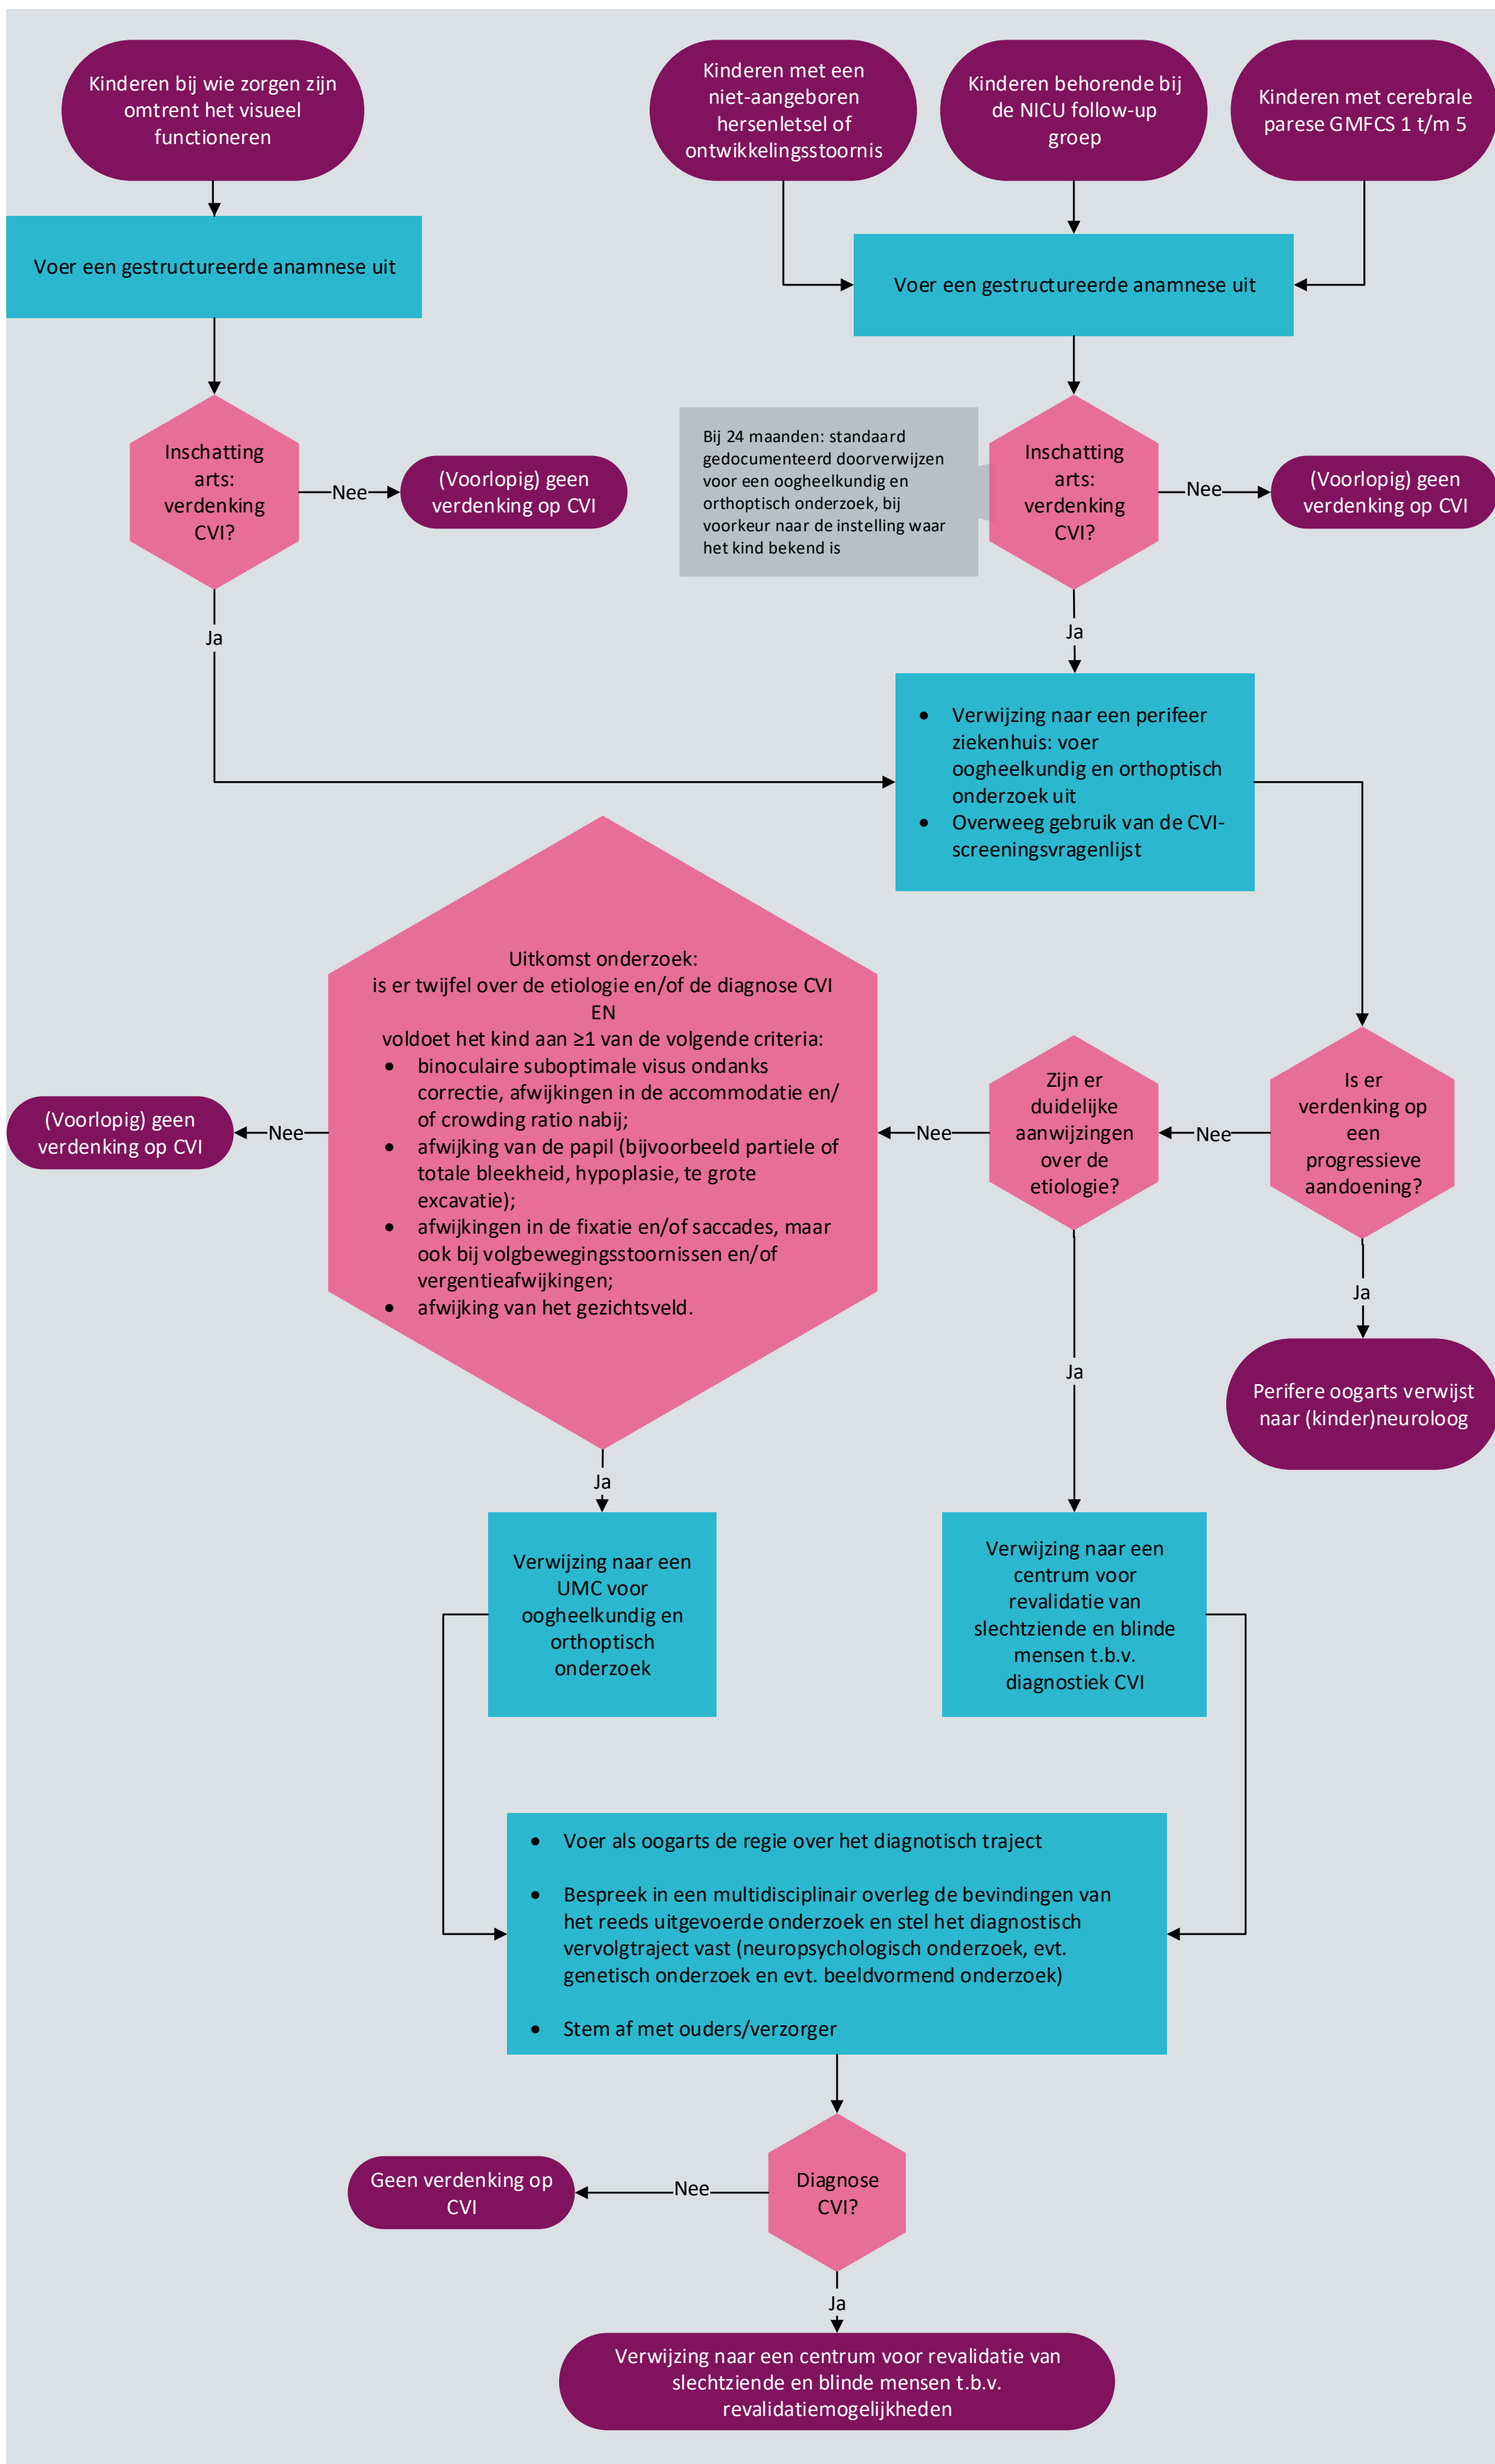 Kinderen bij wie zorgen zijn
omtrent het visueel
functioneren
Kinderen met een
niet-aangeboren
hersenletsel of
ontwikkelingsstoornis
Kinderen behorende bij
de NICU follow-up
groep
Kinderen met cerebrale
parese GMFCS 1 t/m 5
Voer een gestructureerde anamnese uit
Voer een gestructureerde anamnese uit
Inschatting
arts:
verdenking
CVI?
Nee
(Voorlopig) geen
verdenking op CVI
Bij 24 maanden: standaard
gedocumenteerd doorverwijzen
voor een oogheelkundig en
orthoptisch onderzoek, bij
voorkeur naar de instelling waar
het kind bekend is
Inschatting
arts:
verdenking
CVI?
Nee
(Voorlopig) geen
verdenking op CVI
Ja
Ja
• Verwijzing naar een perifeer
ziekenhuis: voer
oogheelkundig en orthoptisch
onderzoek uit
• Overweeg gebruik van de CVI-
screeningsvragenlijst
Uitkomst onderzoek:
is er twijfel over de etiologie en/of de diagnose CVI
EN
voldoet het kind aan ≥1 van de volgende criteria:
• binoculaire suboptimale visus ondanks
correctie, afwijkingen in de accommodatie en/
of crowding ratio nabij;
• afwijking van de papil (bijvoorbeeld partiele of
totale bleekheid, hypoplasie, te grote
excavatie);
• afwijkingen in de fixatie en/of saccades, maar
ook bij volgbewegingsstoornissen en/of
vergentieafwijkingen;
• afwijking van het gezichtsveld.
Nee
(Voorlopig) geen
verdenking op CVI
Nee
Zijn er
duidelijke
aanwijzingen
over de
etiologie?
Nee
Is er
verdenking op
een
progressieve
aandoening?
Ja
Perifere oogarts verwijst
naar (kinder)neuroloog
Ja
Ja
Verwijzing naar een
UMC voor
oogheelkundig en
orthoptisch
onderzoek
Verwijzing naar een
centrum voor
revalidatie van
slechtziende en blinde
mensen t.b.v.
diagnostiek CVI
• Voer als oogarts de regie over het diagnotisch traject
• Bespreek in een multidisciplinair overleg de bevindingen van
het reeds uitgevoerde onderzoek en stel het diagnostisch
vervolgtraject vast (neuropsychologisch onderzoek, evt.
genetisch onderzoek en evt. beeldvormend onderzoek)
• Stem af met ouders/verzorger
Diagnose
CVI?
Nee
Geen verdenking op
CVI
Ja
Verwijzing naar een centrum voor revalidatie van
slechtziende en blinde mensen t.b.v.
revalidatiemogelijkheden